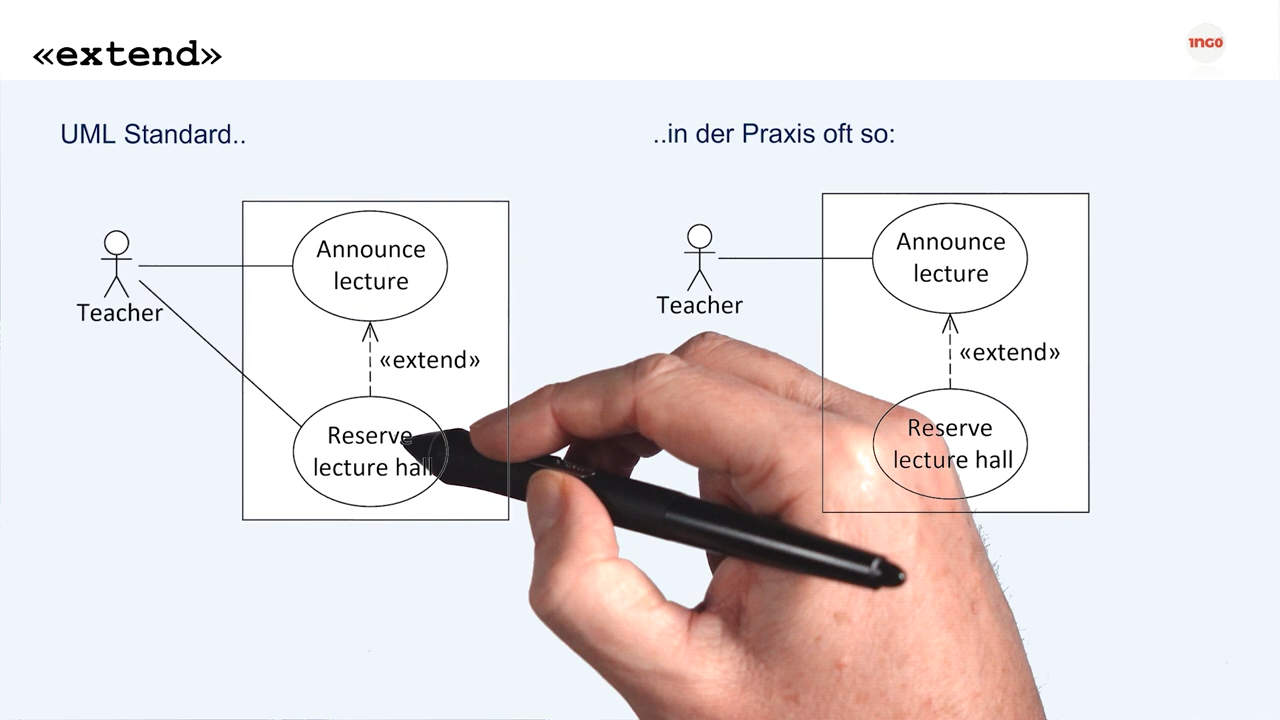 «extend»
1NGO
UML Standard..
..in der Praxis oft so:
Announce
lecture
Teacher
«extend»
Reserve
lecture hall
Announce
lecture
Teacher
«extend»
Reserve
lecture hall